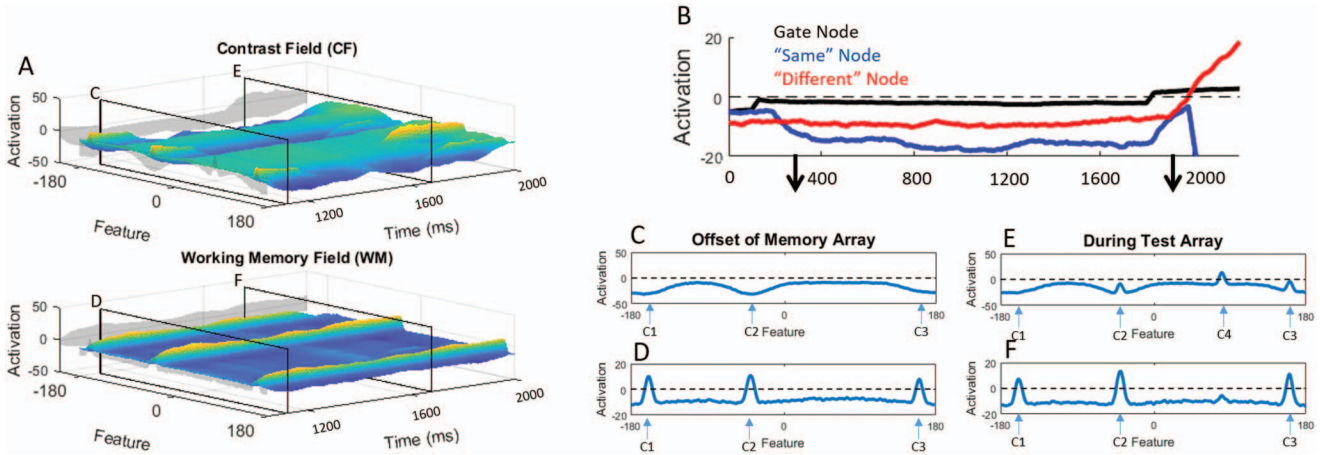 A
Contrast Field (CF)
C
E
Activation
50
0
-50
-180
0
180
Feature
1200
1600
2000
Time (ms)
Working Memory Field (WM)
D
F
Activation
50
0
-50
-180
0
180
Feature
1200
1600
2000
Time (ms)
B
Gate Node
"Same" Node
"Different" Node
Activation
20
0
-20
0 400 800 1200 1600 2000
C
Offset of Memory Array
Activation
50
0
-50
-180 0 180
C1 C2 Feature C3
D
Activation
20
0
-20
-180 0 180
C1 C2 Feature C3
E
During Test Array
Activation
50
0
-50
-180 0 180
C1 C2 Feature C4 C3
F
Activation
20
0
-20
-180 0 180
C1 C2 Feature C3